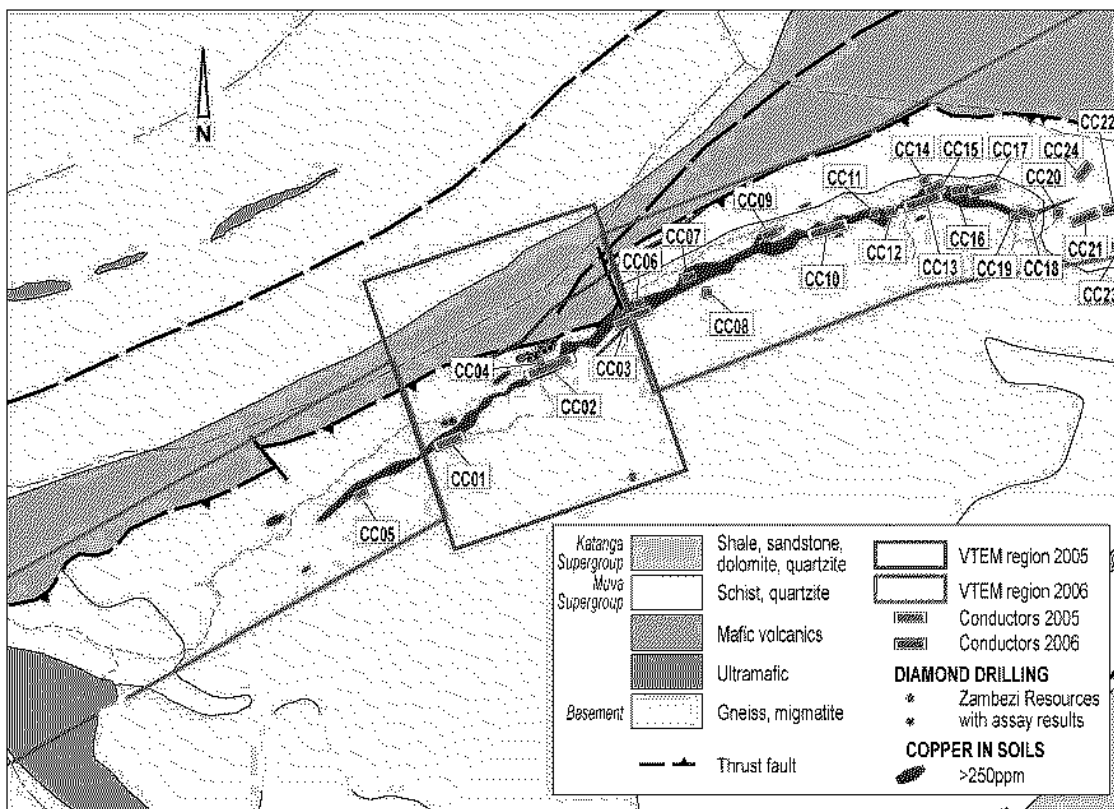 N
CC22
CC14
CC15
CC17
CC24
CC11
CC20
CC09
CC07
CC06
CC12
CC16
CC21
CC10
CC13
CC19
CC18
CC23
CC08
CC04
CC03
CC02
CC01
CC05
Katanga Supergroup
Shale, sandstone,
dolomite, quartzite
Muva Supergroup
Schist, quartzite
Mafic volcanics
Ultramafic
Basement
Gneiss, migmatite
Thrust fault
VTEM region 2005
VTEM region 2006
Conductors 2005
Conductors 2006
DIAMOND DRILLING
Zambezi Resources
with assay results
COPPER IN SOILS
>250ppm